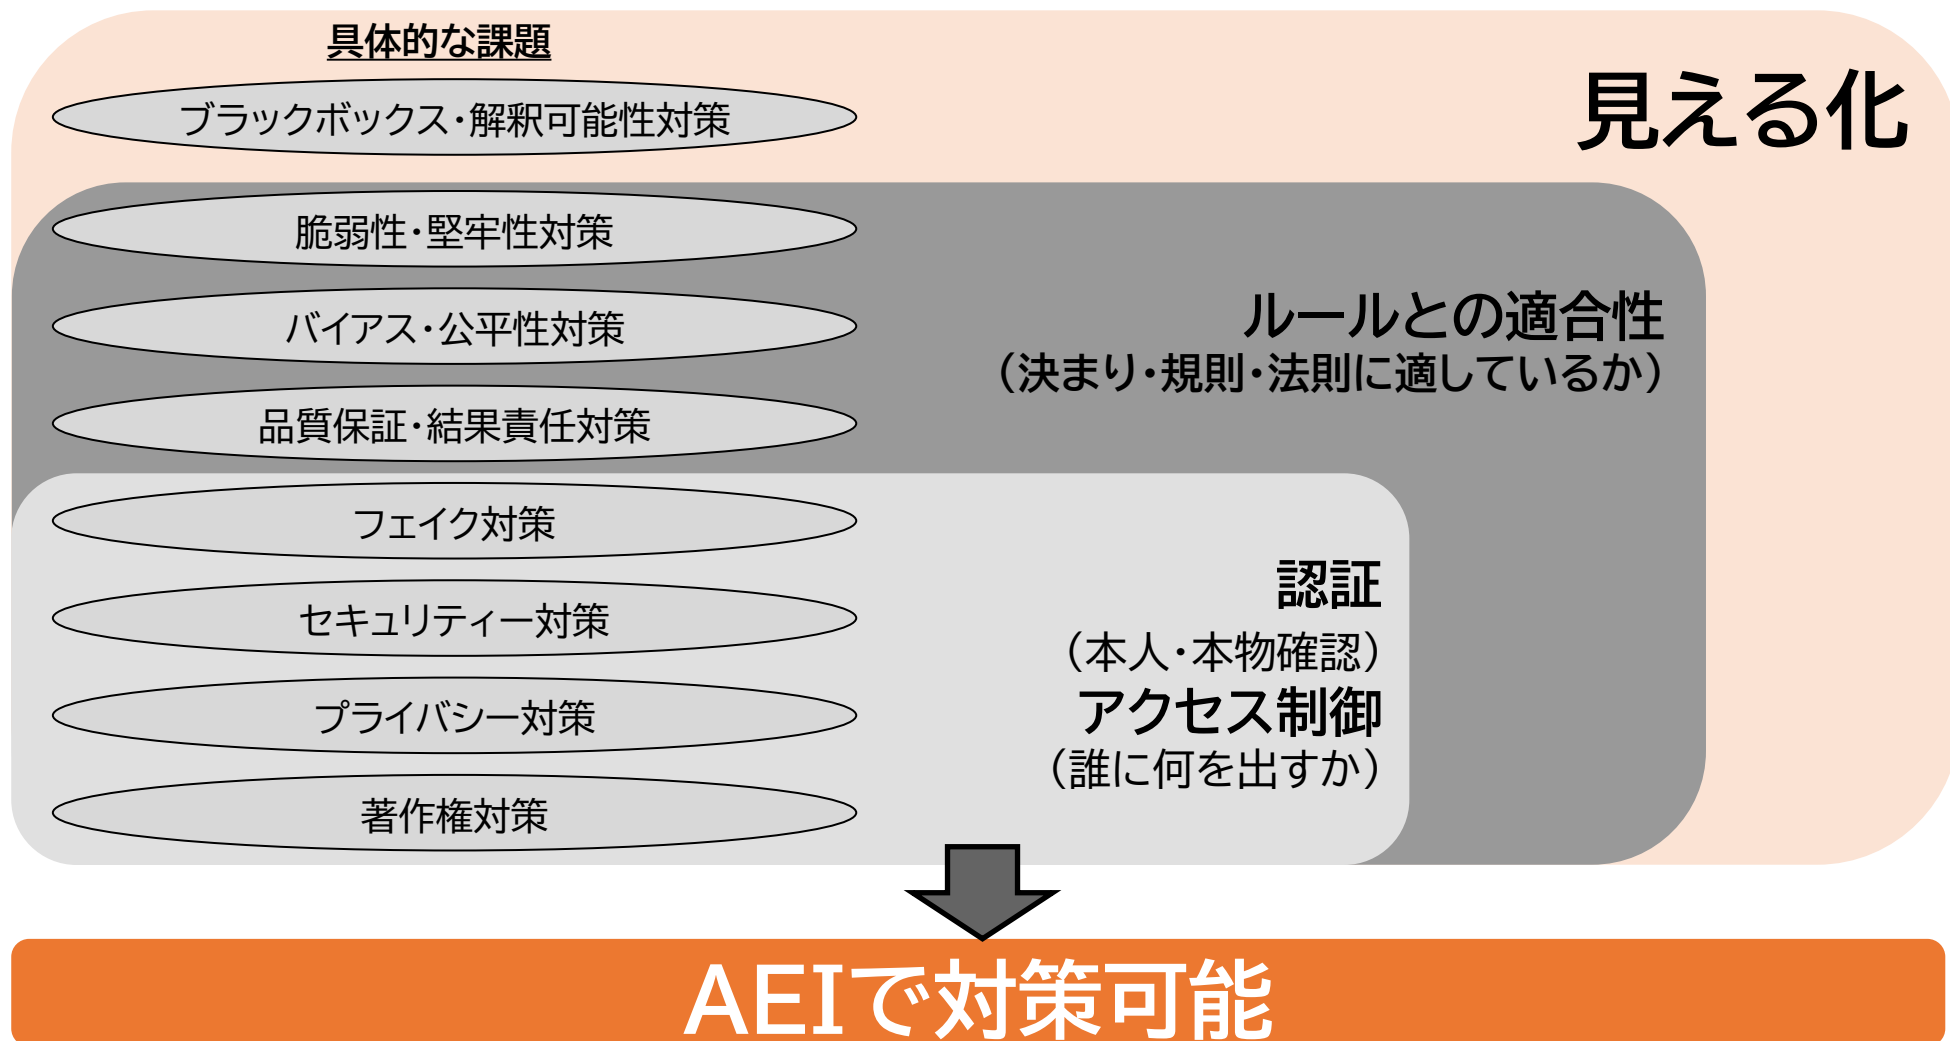 具体的な課題
見える化
ブラックボックス・解釈可能性対策
脆弱性・堅牢性対策
バイアス・公平性対策
品質保証・結果責任対策
ルールとの適合性
（決まり・規則・法則に適しているか）
フェイク対策
セキュリティー対策
プライバシー対策
著作権対策
認証
（本人・本物確認）
アクセス制御
（誰に何を出すか）
AEIで対策可能